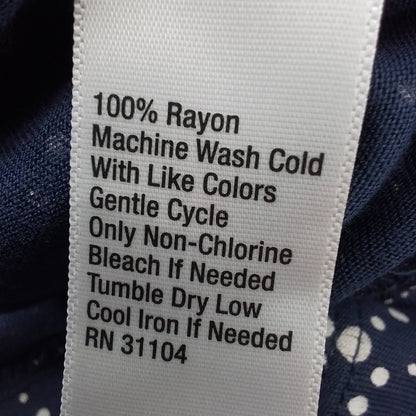 100% Rayon
Machine Wash Cold
With Like Colors
Gentle Cycle
Only Non-Chlorine
Bleach If Needed
Tumble Dry Low
Cool Iron If Needed
RN 31104